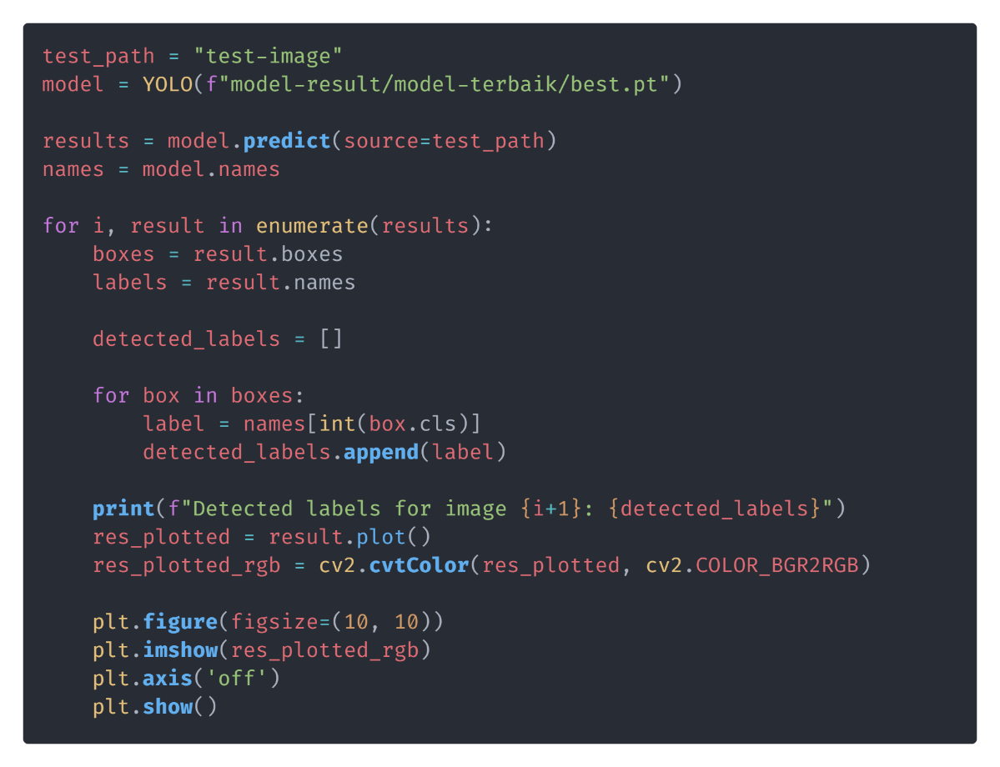 test_path = "test-image"
model = YOLO(f"model-result/model-terbaik/best.pt")

results = model.predict(source=test_path)
names = model.names

for i, result in enumerate(results):
    boxes = result.boxes
    labels = result.names

    detected_labels = []

    for box in boxes:
        label = names[int(box.cls)]
        detected_labels.append(label)

    print(f"Detected labels for image {i+1}: {detected_labels}")
    res_plotted = result.plot()
    res_plotted_rgb = cv2.cvtColor(res_plotted, cv2.COLOR_BGR2RGB)

    plt.figure(figsize=(10, 10))
    plt.imshow(res_plotted_rgb)
    plt.axis('off')
    plt.show()